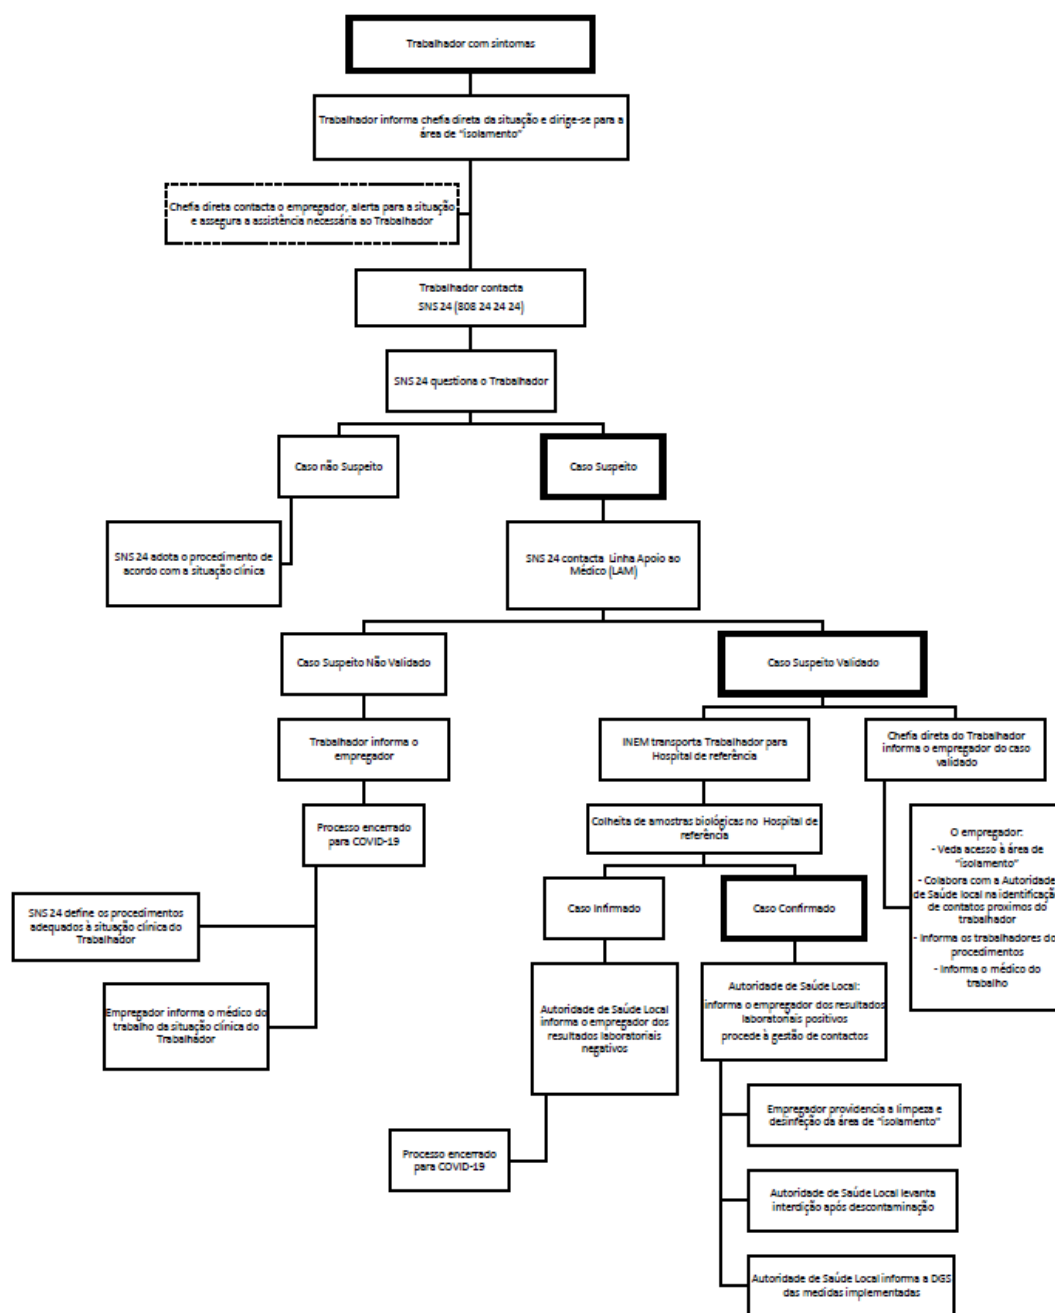 Trabalhador com sintomas
Trabalhador informa chefia direta da situação e dirige-se para a
área de "isolamento"
Chefia direta contacta o empregador, alerta para a situação
e assegura a assistência necessária ao Trabalhador
Trabalhador contacta
SNS 24 (808 24 24 24)
SNS 24 questiona o Trabalhador
Caso não Suspeito
Caso Suspeito
SNS 24 adota o procedimento de
acordo com a situação clínica
SNS 24 contacta Linha Apoio ao
Médico (LAM)
Caso Suspeito Não Validado
Caso Suspeito Validado
Trabalhador informa o
empregador
INEM transporta Trabalhador para
Hospital de referência
Chefia direta do Trabalhador
informa o empregador do caso
validado
Processo encerrado
para COVID-19
Colheita de amostras biológicas no Hospital de
referência
O empregador:
- Veda acesso à área de
"isolamento"
- Colabora com a Autoridade
de Saúde local na identificaçã
de contatos proximos do
trabalhador
- Informa os trabalhadores do
procedimentos
- Informa o médico do
trabalho
SNS 24 define os procedimentos
adequados à situação clínica do
Trabalhador
Caso Infirmado
Caso Confirmado
Empregador informa o médico do
trabalho da situação clínica do
Trabalhador
Autoridade de Saúde Local
informa o empregador dos
resultados laboratoriais
negativos
Autoridade de Saúde Local:
informa o empregador dos resultados
laboratoriais positivos
procede à gestão de contactos
Processo encerrado
para COVID-19
Empregador providencia a limpeza e
desinfeção da área de "isolamento"
Autoridade de Saúde Local levanta
interdição após descontaminação
Autoridade de Saúde Local informa a DGS
das medidas implementadas